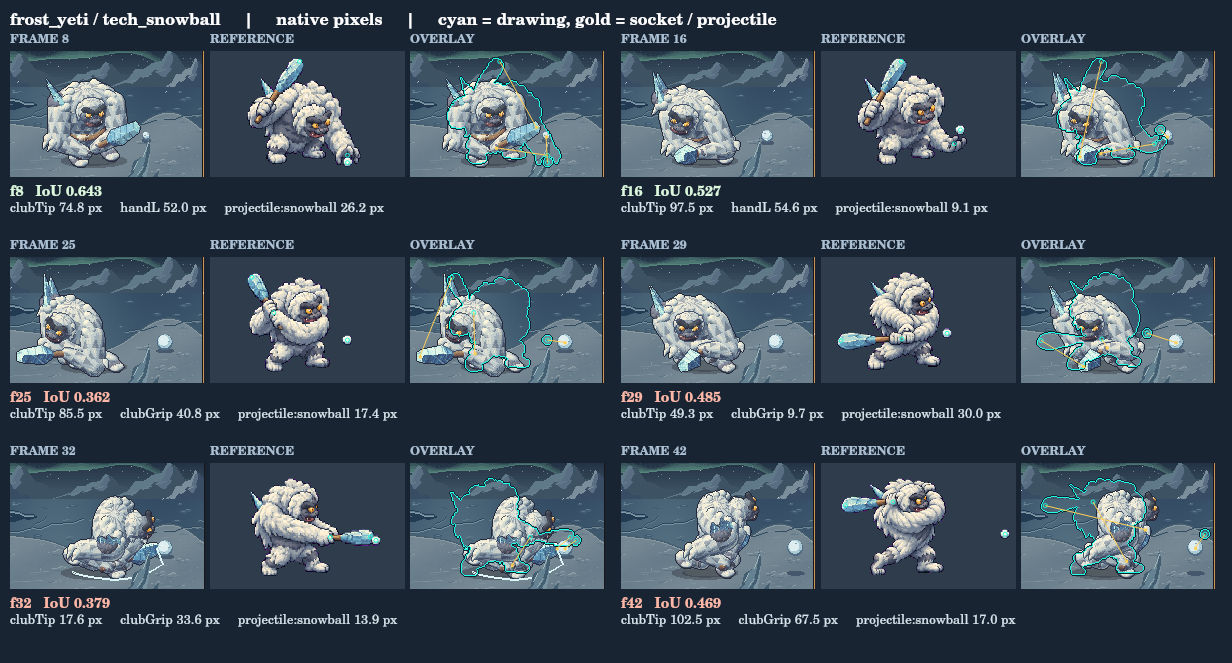 frost_yeti / tech_snowball | native pixels | cyan = drawing, gold = socket / projectile
FRAME 8 REFERENCE OVERLAY FRAME 16 REFERENCE OVERLAY
f8 IoU 0.643 f16 IoU 0.527
clubTip 74.8 px handL 52.0 px projectile:snowball 26.2 px clubTip 97.5 px handL 54.6 px projectile:snowball 9.1 px
FRAME 25 REFERENCE OVERLAY FRAME 29 REFERENCE OVERLAY
f25 IoU 0.362 f29 IoU 0.485
clubTip 85.5 px clubGrip 40.8 px projectile:snowball 17.4 px clubTip 49.3 px clubGrip 9.7 px projectile:snowball 30.0 px
FRAME 32 REFERENCE OVERLAY FRAME 42 REFERENCE OVERLAY
f32 IoU 0.379 f42 IoU 0.469
clubTip 17.6 px clubGrip 33.6 px projectile:snowball 13.9 px clubTip 102.5 px clubGrip 67.5 px projectile:snowball 17.0 px